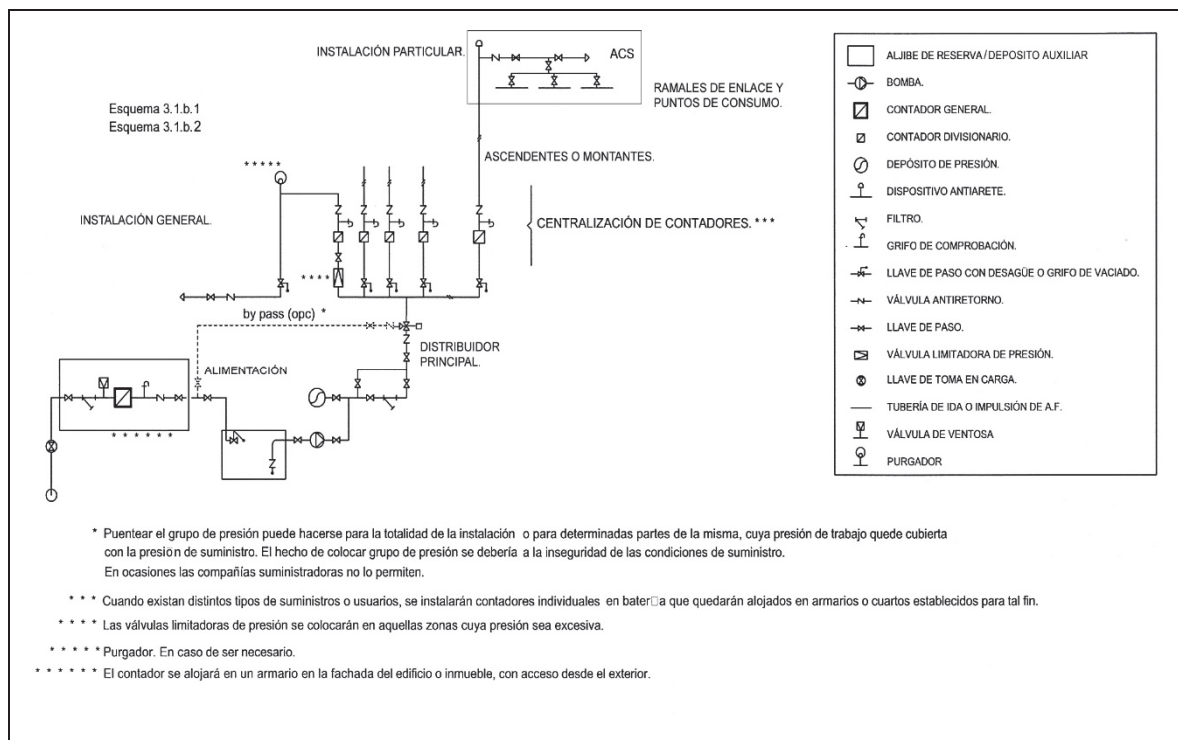 INSTALACIÓN PARTICULAR.
ACS
RAMALES DE ENLACE Y
PUNTOS DE CONSUMO.
Esquema 3.1.b.1
Esquema 3.1.b.2
ASCENDENTES O MONTANTES.
* * * * *
INSTALACIÓN GENERAL.
CENTRALIZACIÓN DE CONTADORES. * * *
* * * *
by pass (opc) *
DISTRIBUIDOR
PRINCIPAL.
ALIMENTACIÓN
* * * * * *
ALJIBE DE RESERVA/DEPOSITO AUXILIAR
BOMBA.
CONTADOR GENERAL.
CONTADOR DIVISIONARIO.
DEPÓSITO DE PRESIÓN.
DISPOSITIVO ANTIARETE.
FILTRO.
GRIFO DE COMPROBACIÓN.
LLAVE DE PASO CON DESAGÜE O GRIFO DE VACIADO.
VÁLVULA ANTIRETORNO.
LLAVE DE PASO.
VÁLVULA LIMITADORA DE PRESIÓN.
LLAVE DE TOMA EN CARGA.
TUBERÍA DE IDA O IMPULSIÓN DE A.F.
VÁLVULA DE VENTOSA
PURGADOR
* Puentear el grupo de presión puede hacerse para la totalidad de la instalación o para determinadas partes de la misma, cuya presión de trabajo quede cubierta
con la presión de suministro. El hecho de colocar grupo de presión se debería a la inseguridad de las condiciones de suministro.
En ocasiones las compañías suministradoras no lo permiten.
* * * Cuando existan distintos tipos de suministros o usuarios, se instalarán contadores individuales en bater□a que quedarán alojados en armarios o cuartos establecidos para tal fin.
* * * * Las válvulas limitadoras de presión se colocarán en aquellas zonas cuya presión sea excesiva.
* * * * * Purgador. En caso de ser necesario.
* * * * * * El contador se alojará en un armario en la fachada del edificio o inmueble, con acceso desde el exterior.